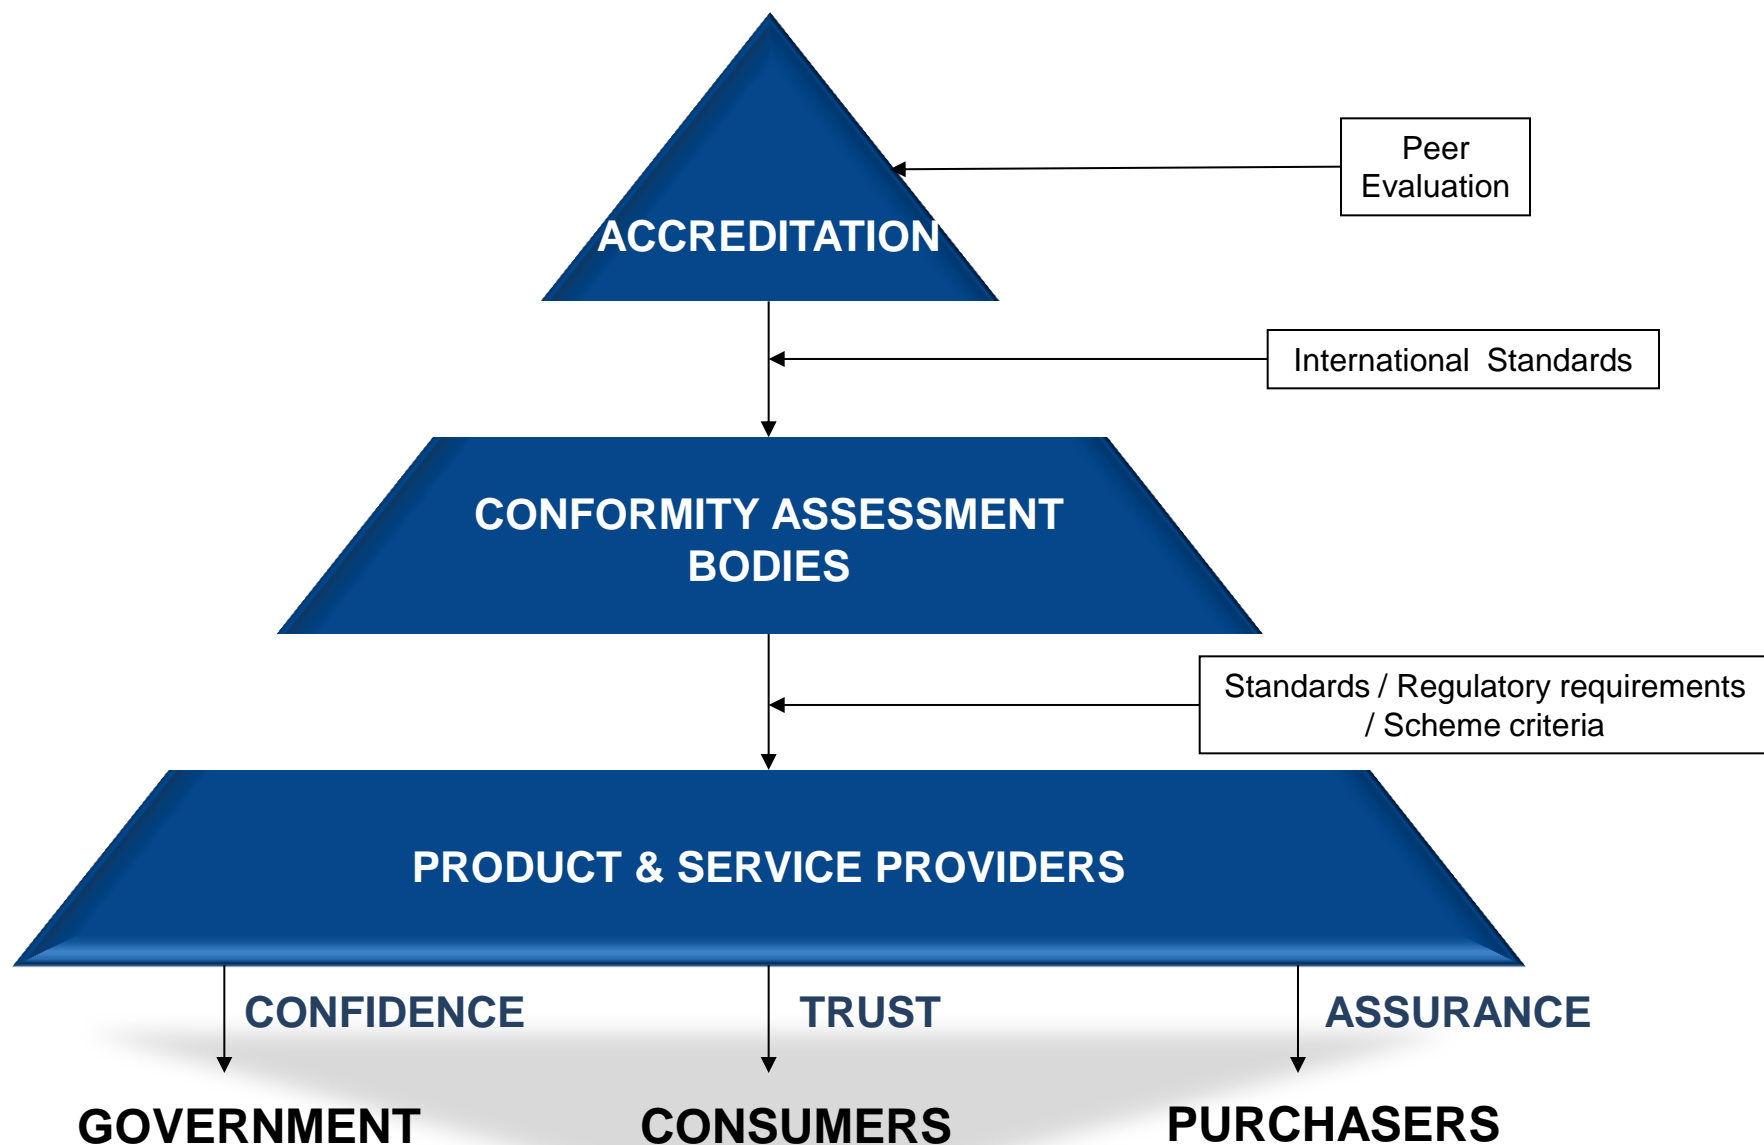 Peer
Evaluation
ACCREDITATION
International Standards
CONFORMITY ASSESSMENT
BODIES
Standards / Regulatory requirements
/ Scheme criteria
PRODUCT & SERVICE PROVIDERS
CONFIDENCE
TRUST
ASSURANCE
GOVERNMENT
CONSUMERS
PURCHASERS